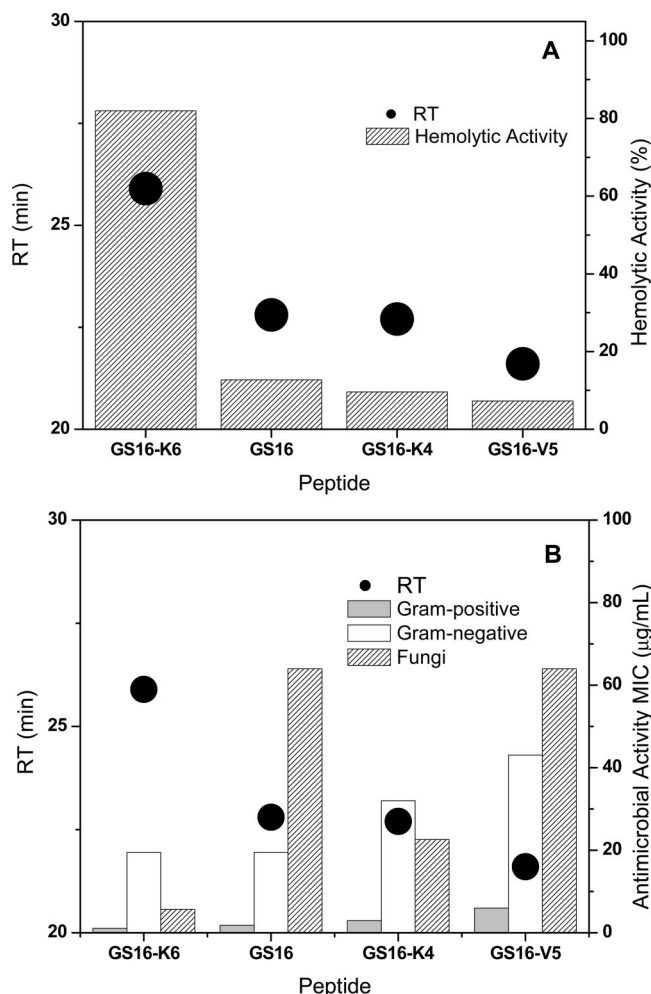 A
RT
Hemolytic Activity
RT (min)
30
25
20
Hemolytic Activity (%)
100
80
60
40
20
0
GS16-K6 GS16 GS16-K4 GS16-V5
Peptide
B
RT
Gram-positive
Gram-negative
Fungi
RT (min)
30
25
20
Antimicrobial Activity MIC (µg/mL)
100
80
60
40
20
0
GS16-K6 GS16 GS16-K4 GS16-V5
Peptide